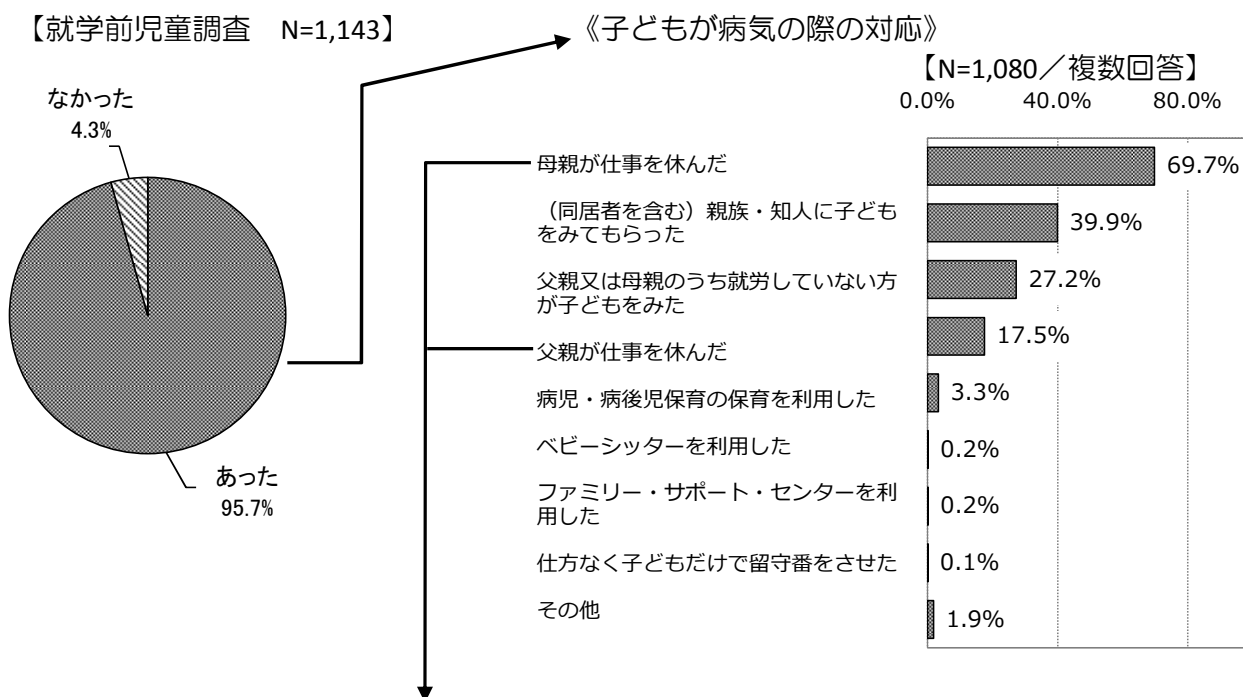 【就学前児童調査　N=1,143】
なかった
4.3%
あった
95.7%
《子どもが病気の際の対応》
【N=1,080／複数回答】
0.0%
40.0%
80.0%
母親が仕事を休んだ
69.7%
（同居者を含む）親族・知人に子ども
をみてもらった
39.9%
父親又は母親のうち就労していない方
が子どもをみた
27.2%
父親が仕事を休んだ
17.5%
病児・病後児保育の保育を利用した
3.3%
ベビーシッターを利用した
0.2%
ファミリー・サポート・センターを利
用した
0.2%
仕方なく子どもだけで留守番をさせた
0.1%
その他
1.9%